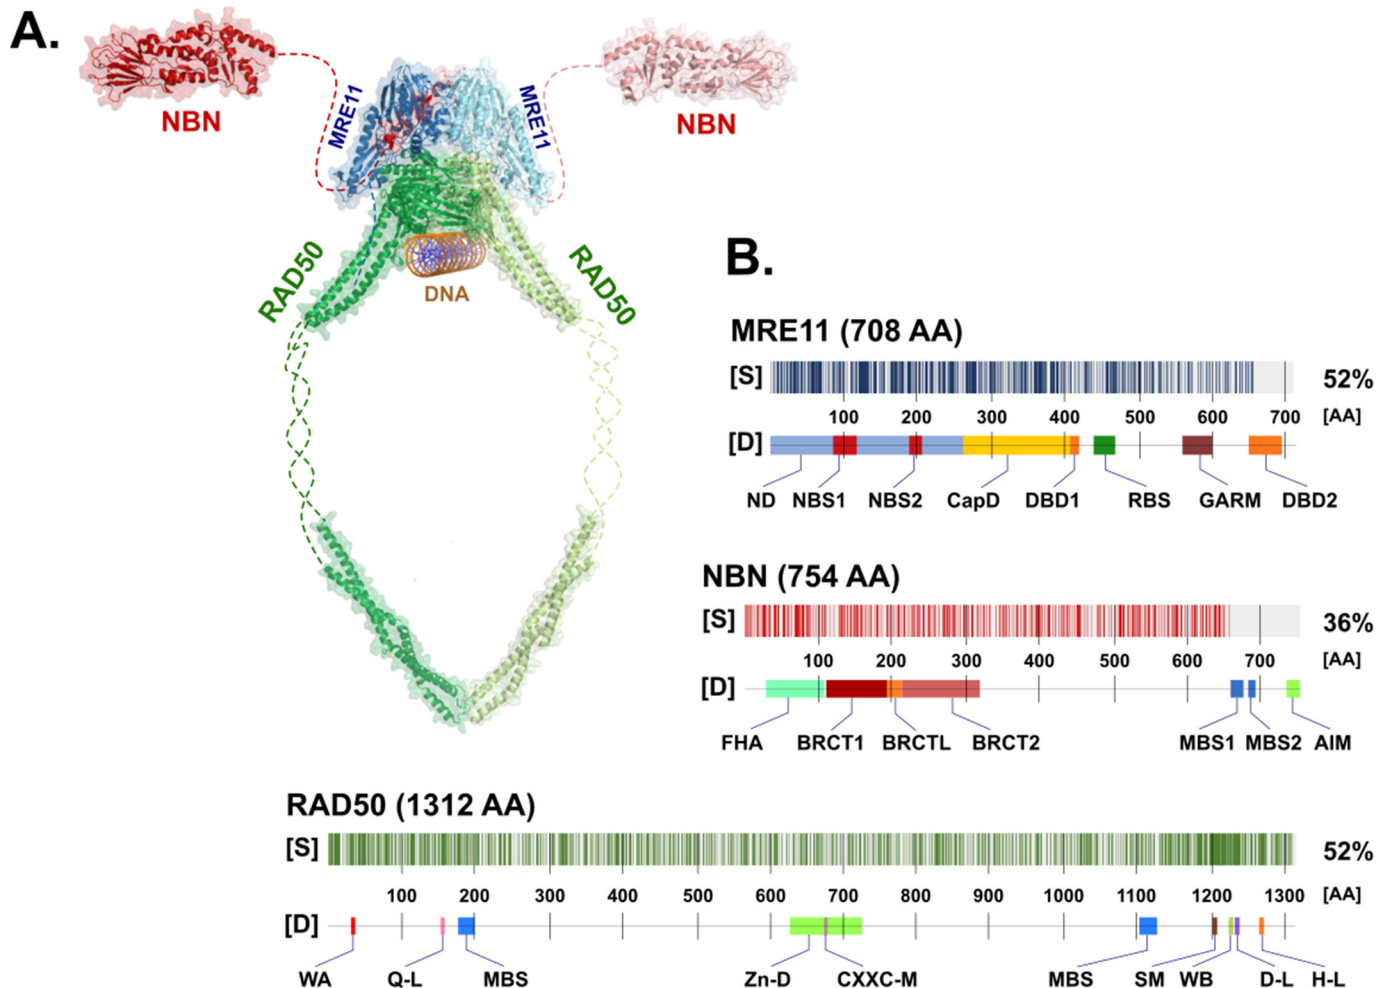 A.
NBN
MRE11
MRE11
NBN
RAD50
DNA
RAD50
B.
MRE11 (708 AA)
[S] 52%
100 200 300 400 500 600 700 [AA]
[D]
ND NBS1 NBS2 CapD DBD1 RBS GARM DBD2
NBN (754 AA)
[S] 36%
100 200 300 400 500 600 700 [AA]
[D]
FHA BRCT1 BRCTL BRCT2 MBS1 MBS2 AIM
RAD50 (1312 AA)
[S] 52%
100 200 300 400 500 600 700 800 900 1000 1100 1200 1300 [AA]
[D]
WA Q-L MBS Zn-D CXXC-M MBS SM WB D-L H-L